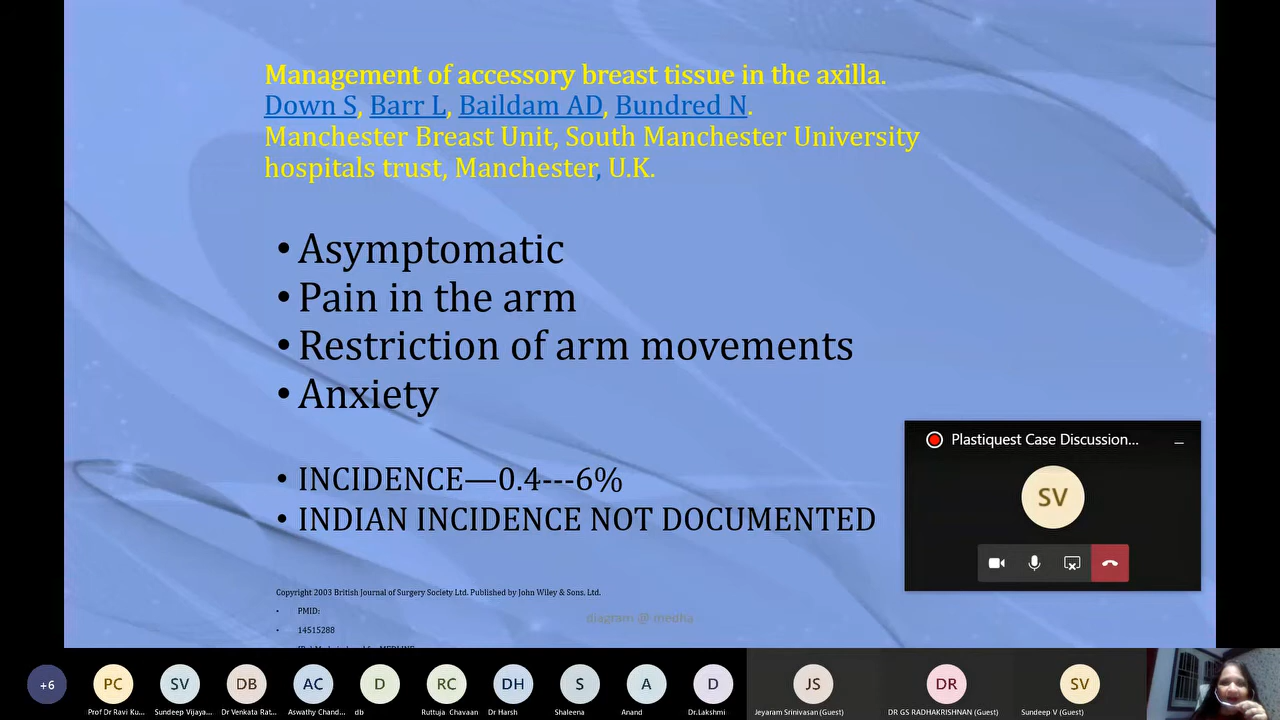 Management of accessory breast tissue in the axilla.
Down S, Barr L, Baildam AD, Bundred N.
Manchester Breast Unit, South Manchester University
hospitals trust, Manchester, U.K.
• Asymptomatic
• Pain in the arm
• Restriction of arm movements
• Anxiety
• INCIDENCE—0.4---6%
• INDIAN INCIDENCE NOT DOCUMENTED
Copyright 2003 British Journal of Surgery Society Ltd. Published by John Wiley & Sons. Ltd.
• PMID:
• 14515288
diagram @ medha
Plastiquest Case Discussion...
SV
+6
PC
SV
DB
AC
D
RC
DH
S
A
D
JS
DR
SV
Prof Dr Ravi Ku...
Sundeep Vijaya...
Dr Venkata Rat...
Aswathy Chand...
db
Ruttuja Chavaan
Dr Harsh
Shaleena
Anand
Dr.Lakshmi
Jeyaram Srinivasan (Guest)
DR GS RADHAKRISHNAN (Guest)
Sundeep V (Guest)